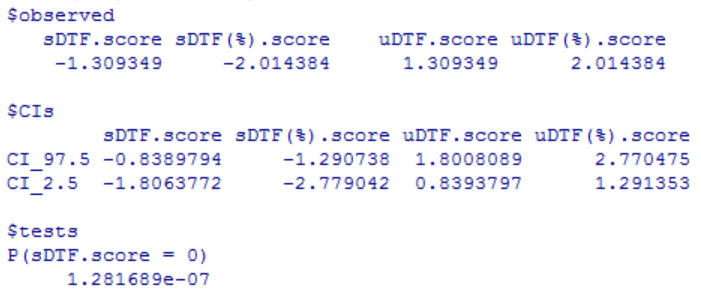 $observed
sDTF.score sDTF(%).score uDTF.score uDTF(%).score
-1.309349 -2.014384 1.309349 2.014384
$CIs
sDTF.score sDTF(%).score uDTF.score uDTF(%).score
CI_97.5 -0.8389794 -1.290738 1.8008089 2.770475
CI_2.5 -1.8063772 -2.779042 0.8393797 1.291353
$tests
P(sDTF.score = 0)
1.281689e-07